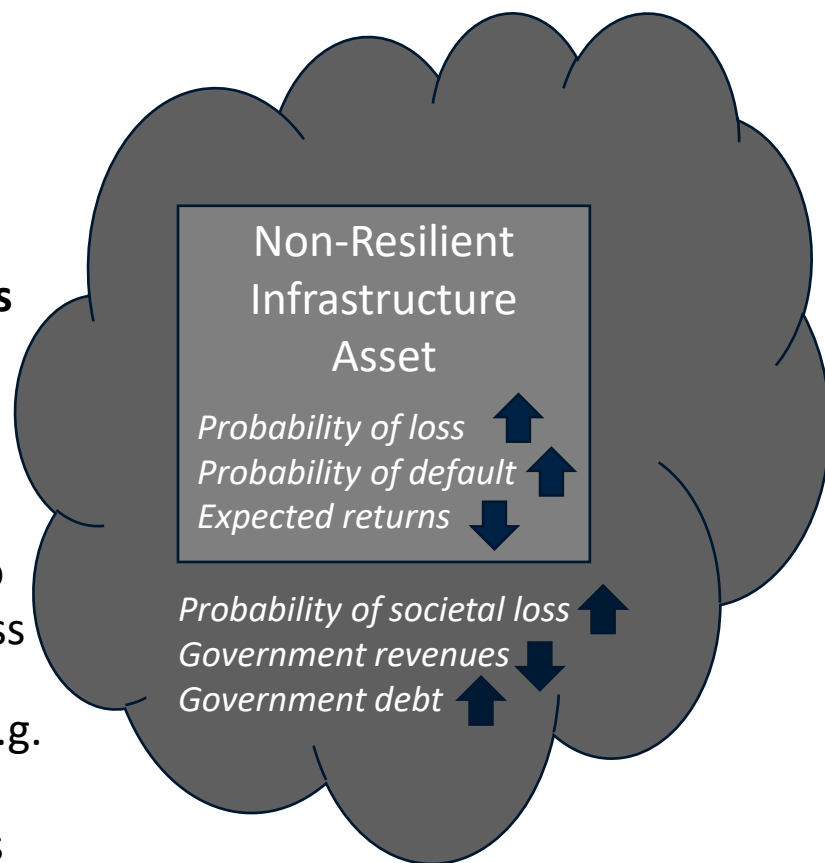 Non-Resilient
Infrastructure
Asset
Probability of loss
Probability of default
Expected returns
Probability of societal loss
Government revenues
Government debt